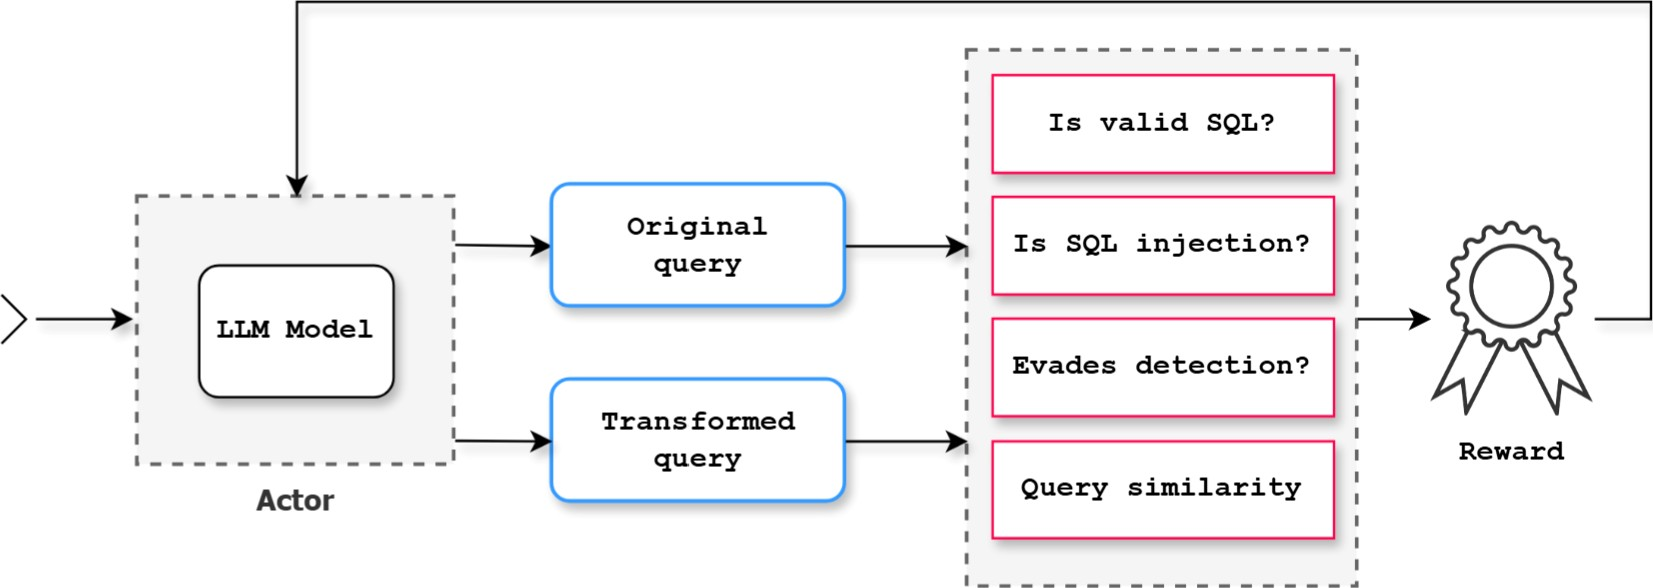 LLM Model
Actor
Original
query
Transformed
query
Is valid SQL?
Is SQL injection?
Evades detection?
Query similarity
Reward